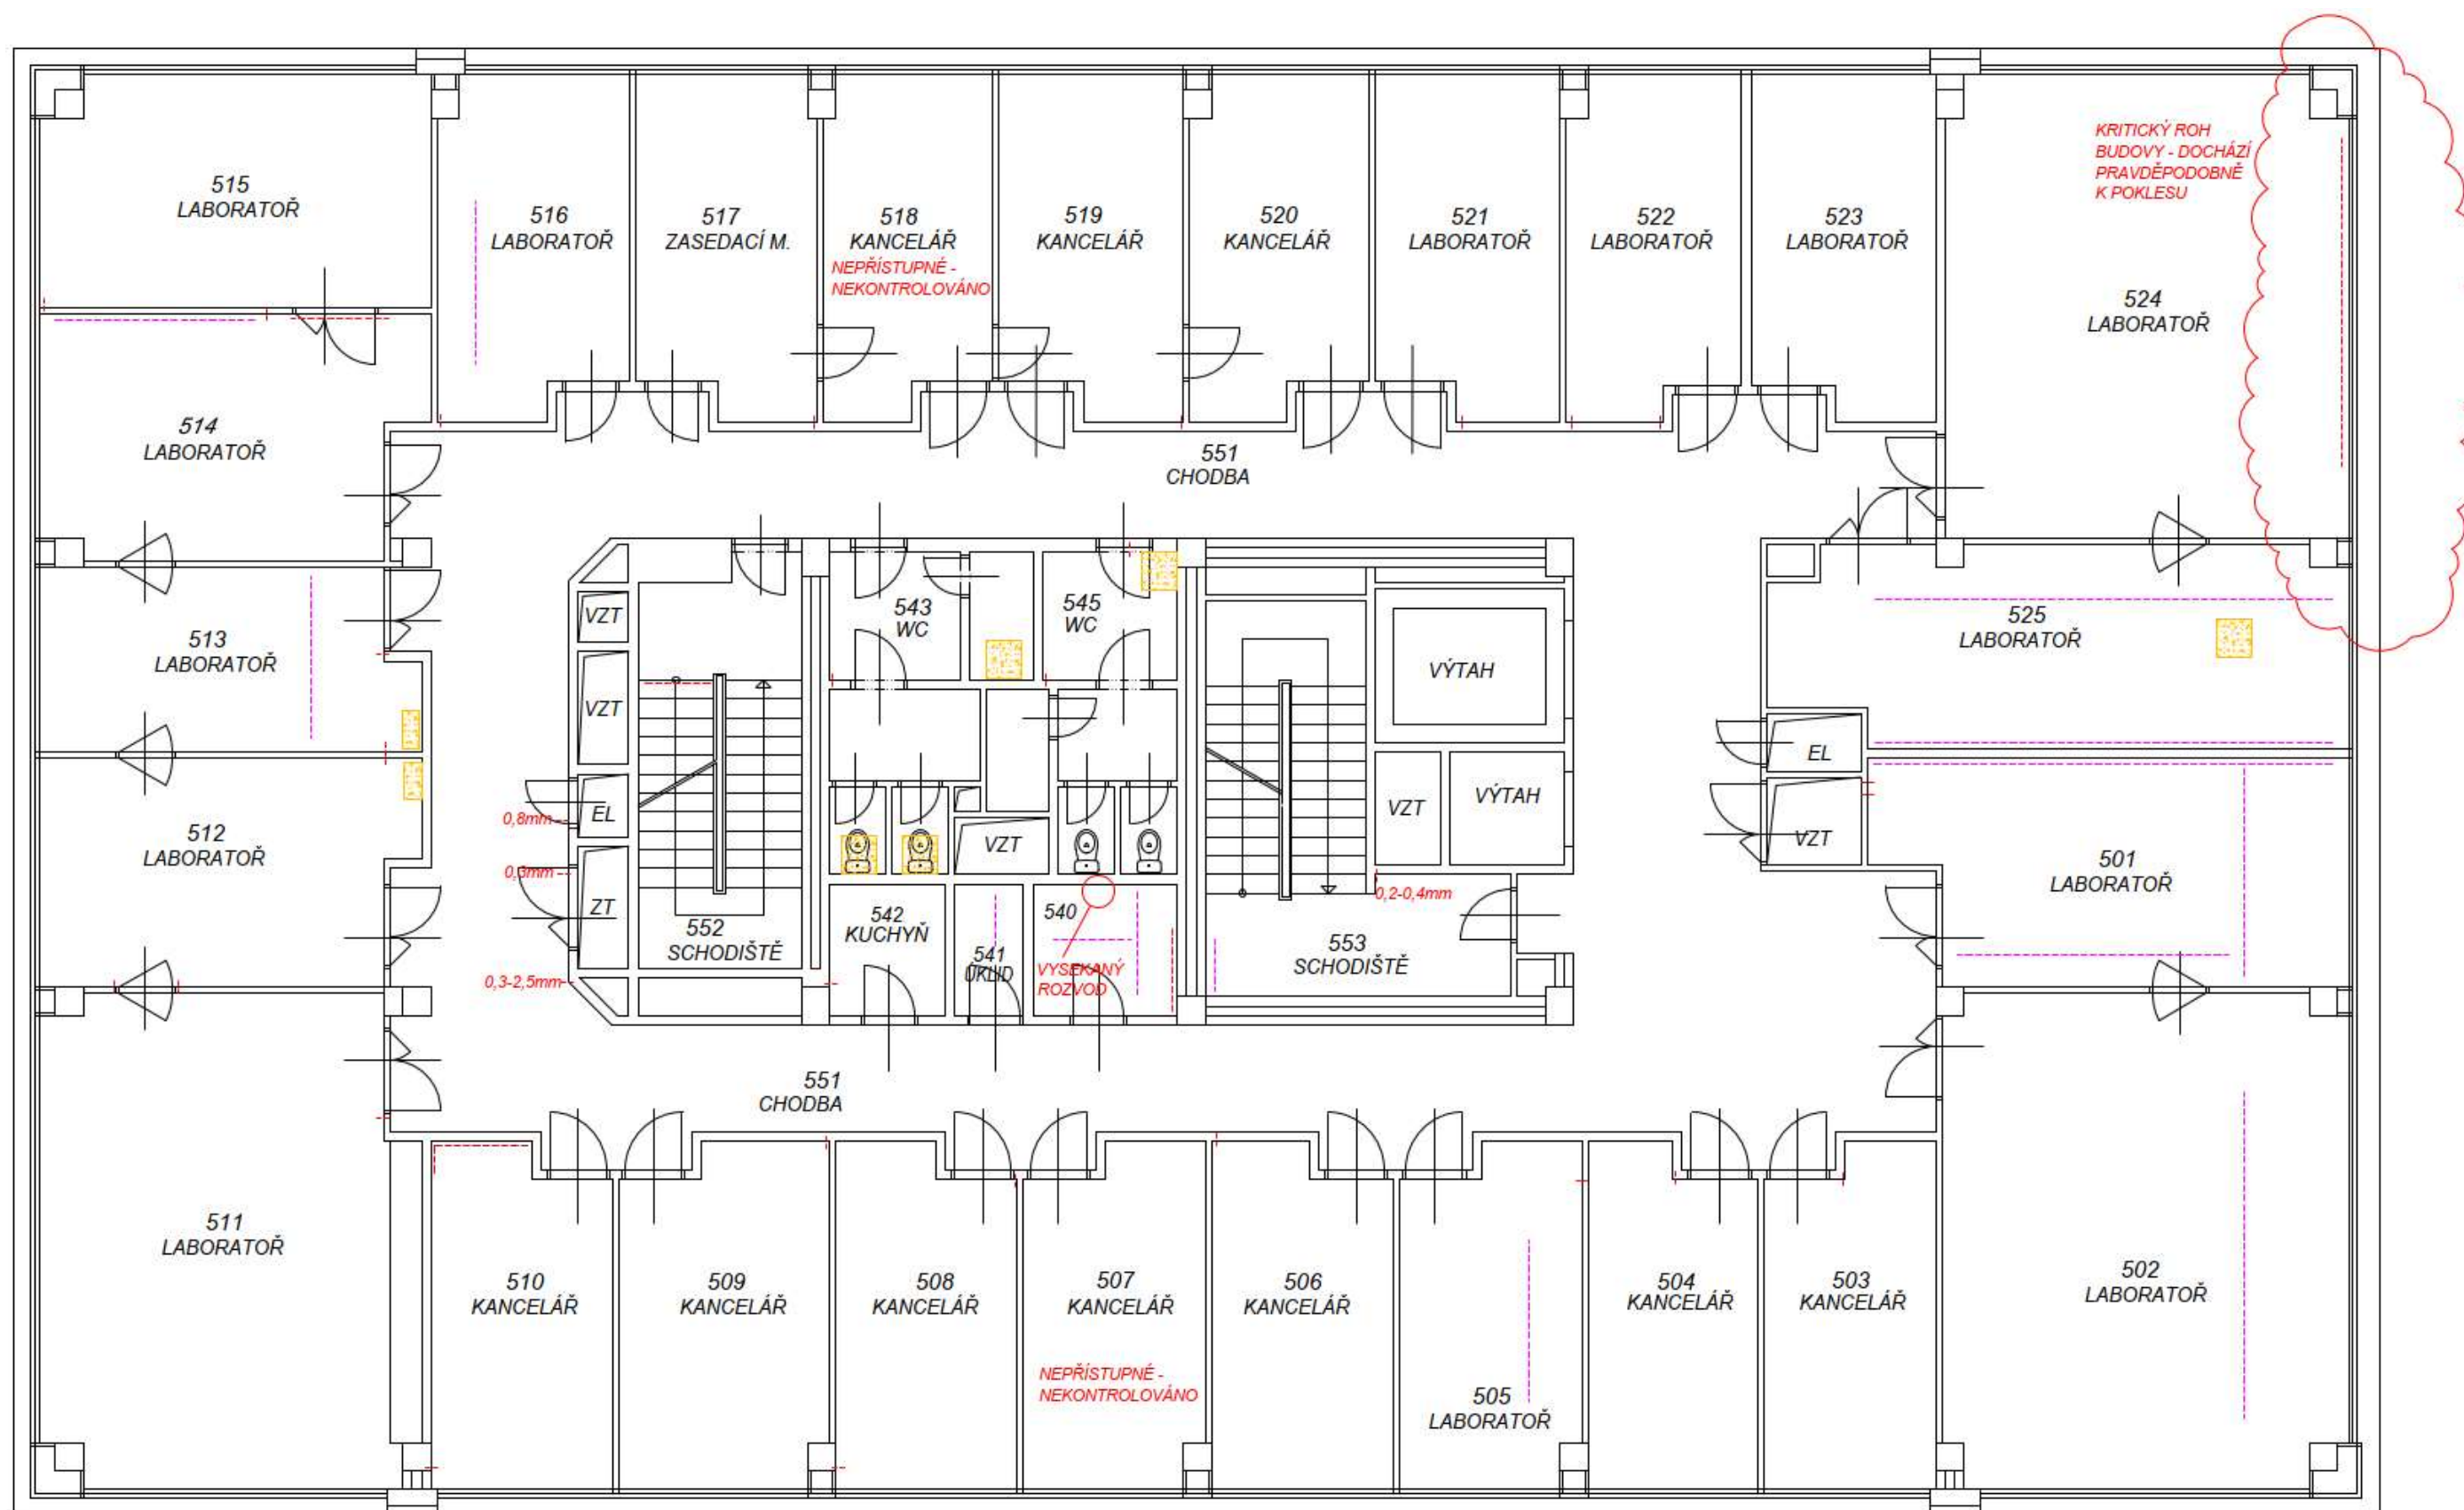 515
LABORATOŘ
516
LABORATOŘ
517
ZASEDACÍ M.
518
KANCELÁŘ
NEPŘÍSTUPNÉ -
NEKONTROLOVÁNO
519
KANCELÁŘ
520
KANCELÁŘ
521
LABORATOŘ
522
LABORATOŘ
523
LABORATOŘ
KRITICKÝ ROH
BUDOVY - DOCHÁZÍ
PRAVDĚPODOBNĚ
K POKLESU
524
LABORATOŘ
514
LABORATOŘ
551
CHODBA
513
LABORATOŘ
VZT
VZT
543
WC
545
WC
VÝTAH
525
LABORATOŘ
512
LABORATOŘ
0,8mm
EL
0,3mm
ZT
0,3-2,5mm
552
SCHODIŠTĚ
VZT
542
KUCHYŇ
541
ÚKLID
540
VYSEKANÝ
ROZVOD
VZT
VÝTAH
0,2-0,4mm
553
SCHODIŠTĚ
EL
VZT
501
LABORATOŘ
551
CHODBA
511
LABORATOŘ
510
KANCELÁŘ
509
KANCELÁŘ
508
KANCELÁŘ
507
KANCELÁŘ
NEPŘÍSTUPNÉ -
NEKONTROLOVÁNO
506
KANCELÁŘ
505
LABORATOŘ
504
KANCELÁŘ
503
KANCELÁŘ
502
LABORATOŘ